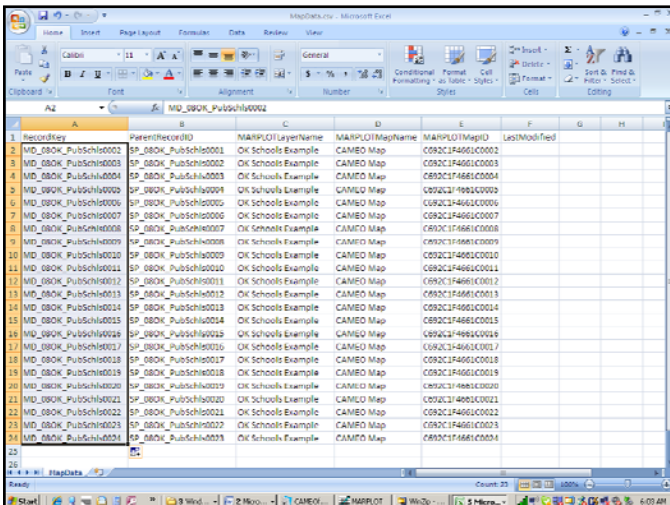 MapData.csv - Microsoft Excel
Home Insert Page Layout Formulas Data Review View
Paste
Calibri 11
General
Conditional Formatting Format as Table Cell Styles
Insert
Delete
Format
Sort & Filter Find & Select
Clipboard Font Alignment Number Styles Cells Editing
A2 fx MD_08OK_PubSchls0002
A B C D E F G H
1 RecordKey ParentRecordID MARPLOTLayerName MARPLOTMapName MARPLOTMapID LastModified
2 MD_08OK_PubSchls0002 SP_08OK_PubSchls0001 OK Schools Example CAMEO Map C692C1F4661C0002
3 MD_08OK_PubSchls0003 SP_08OK_PubSchls0002 OK Schools Example CAMEO Map C692C1F4661C0003
4 MD_08OK_PubSchls0004 SP_08OK_PubSchls0003 OK Schools Example CAMEO Map C692C1F4661C0004
5 MD_08OK_PubSchls0005 SP_08OK_PubSchls0004 OK Schools Example CAMEO Map C692C1F4661C0005
6 MD_08OK_PubSchls0006 SP_08OK_PubSchls0005 OK Schools Example CAMEO Map C692C1F4661C0006
7 MD_08OK_PubSchls0007 SP_08OK_PubSchls0006 OK Schools Example CAMEO Map C692C1F4661C0007
8 MD_08OK_PubSchls0008 SP_08OK_PubSchls0007 OK Schools Example CAMEO Map C692C1F4661C0008
9 MD_08OK_PubSchls0009 SP_08OK_PubSchls0008 OK Schools Example CAMEO Map C692C1F4661C0009
10 MD_08OK_PubSchls0010 SP_08OK_PubSchls0009 OK Schools Example CAMEO Map C692C1F4661C0010
11 MD_08OK_PubSchls0011 SP_08OK_PubSchls0010 OK Schools Example CAMEO Map C692C1F4661C0011
12 MD_08OK_PubSchls0012 SP_08OK_PubSchls0011 OK Schools Example CAMEO Map C692C1F4661C0012
13 MD_08OK_PubSchls0013 SP_08OK_PubSchls0012 OK Schools Example CAMEO Map C692C1F4661C0013
14 MD_08OK_PubSchls0014 SP_08OK_PubSchls0013 OK Schools Example CAMEO Map C692C1F4661C0014
15 MD_08OK_PubSchls0015 SP_08OK_PubSchls0014 OK Schools Example CAMEO Map C692C1F4661C0015
16 MD_08OK_PubSchls0016 SP_08OK_PubSchls0015 OK Schools Example CAMEO Map C692C1F4661C0016
17 MD_08OK_PubSchls0017 SP_08OK_PubSchls0016 OK Schools Example CAMEO Map C692C1F4661C0017
18 MD_08OK_PubSchls0018 SP_08OK_PubSchls0017 OK Schools Example CAMEO Map C692C1F4661C0018
19 MD_08OK_PubSchls0019 SP_08OK_PubSchls0018 OK Schools Example CAMEO Map C692C1F4661C0019
20 MD_08OK_PubSchls0020 SP_08OK_PubSchls0019 OK Schools Example CAMEO Map C692C1F4661C0020
21 MD_08OK_PubSchls0021 SP_08OK_PubSchls0020 OK Schools Example CAMEO Map C692C1F4661C0021
22 MD_08OK_PubSchls0022 SP_08OK_PubSchls0021 OK Schools Example CAMEO Map C692C1F4661C0022
23 MD_08OK_PubSchls0023 SP_08OK_PubSchls0022 OK Schools Example CAMEO Map C692C1F4661C0023
24 MD_08OK_PubSchls0024 SP_08OK_PubSchls0023 OK Schools Example CAMEO Map C692C1F4661C0024
25
26
MapData
Ready Count: 23 100%
Start 3 Wind... 2 Micro... CAMEO... MARPLOT WinZip - ... 5 Micro... 6:03 AM